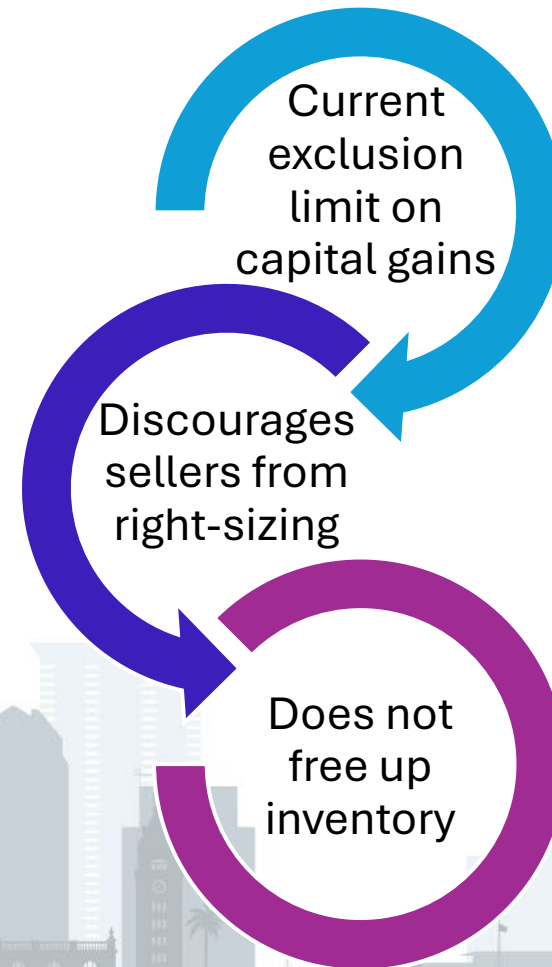 Current
exclusion
limit on
capital gains
Discourages
sellers from
right-sizing
Does not
free up
inventory